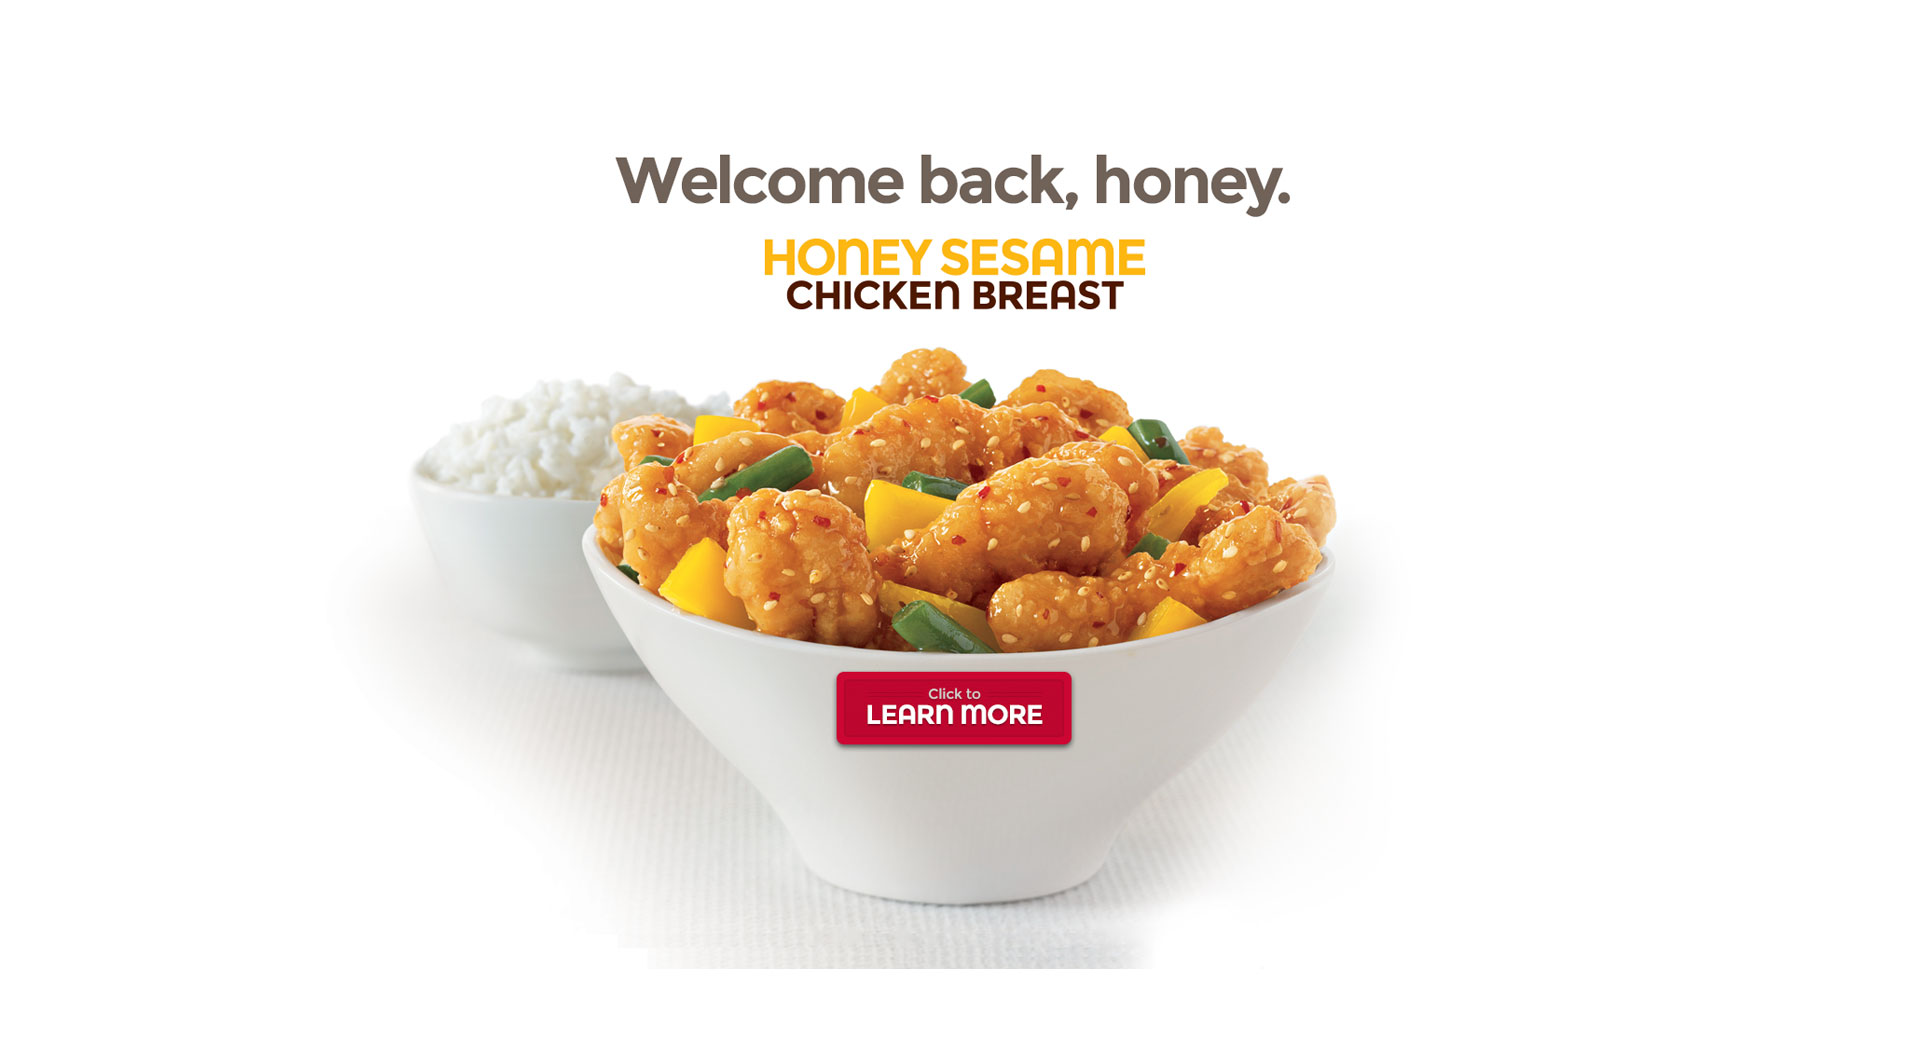 Welcome back, honey.
HONEY SESAME
CHICKEN BREAST
Click to
LEARN MORE